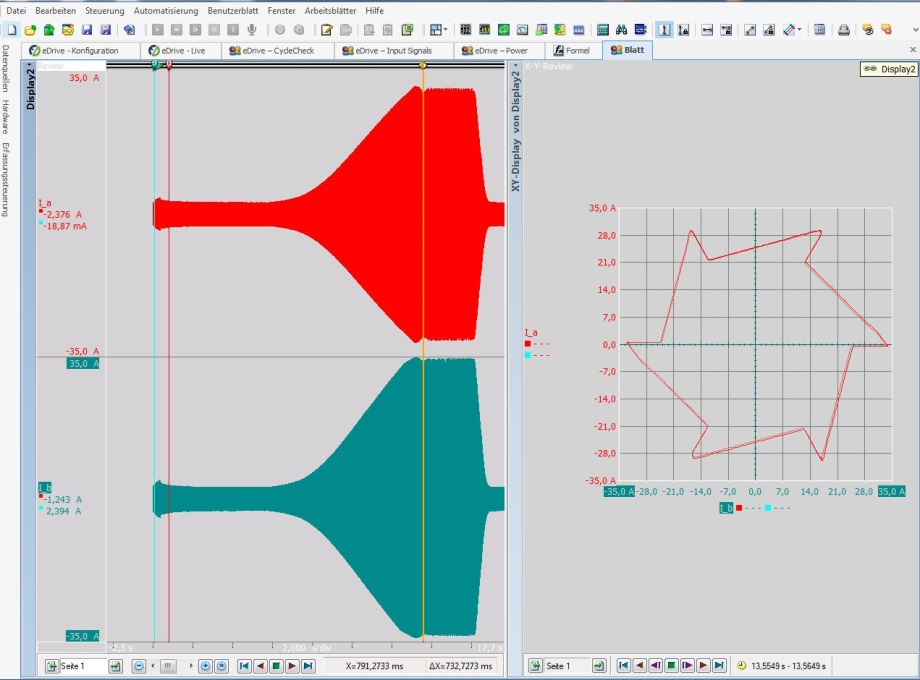 Datei Bearbeiten Steuerung Automatisierung Benutzerblatt Fenster Arbeitsblätter Hilfe
eDrive - Konfiguration
eDrive - Live
eDrive – CycleCheck
eDrive – Input Signals
eDrive – Power
Formel
Blatt
Datenquellen Hardware Erfassungssteuerung
Display2
Review
35,0 A
I_a
-2,376 A
-18,87 mA
-35,0 A
35,0 A
I_b
-1,243 A
2,394 A
-35,0 A
2,000 s/div
17,7 s
Seite 1
X=791,2733 ms
ΔX=732,7273 ms
XY-Display von Display2
X-Y-Review
Display2
35,0 A
28,0
21,0
14,0
7,0
I_a
0,0
- - -
- - -
-7,0
-14,0
-21,0
-28,0
-35,0 A
-35,0 A -28,0 -21,0 -14,0 -7,0 0,0 7,0 14,0 21,0 28,0 35,0 A
I_b - - - - - -
Seite 1
13.5549 s - 13.5649 s